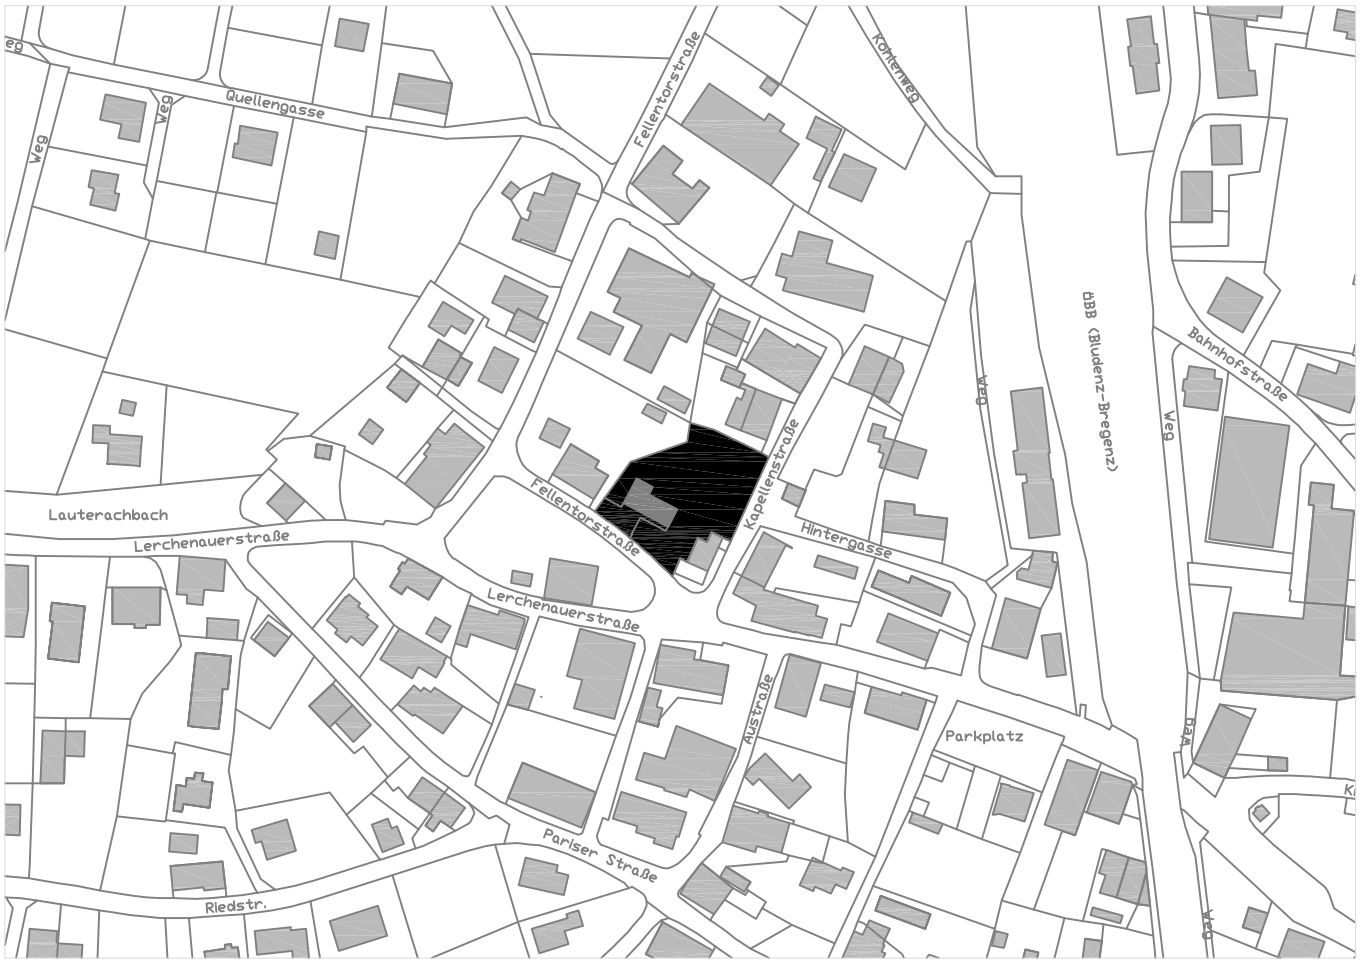 eg
Weg
Weg
Quellengasse
Fellentorstraße
Kohlenweg
ÖBB (Bludenz-Bregenz)
Bahnhofstraße
Weg
Weg
Lauterachbach
Lerchenauerstraße
Fellentorstraße
Kapellenstraße
Hintergasse
Lerchenauerstraße
Austraße
Parkplatz
Weg
Pariser Straße
Riedstr.
Weg